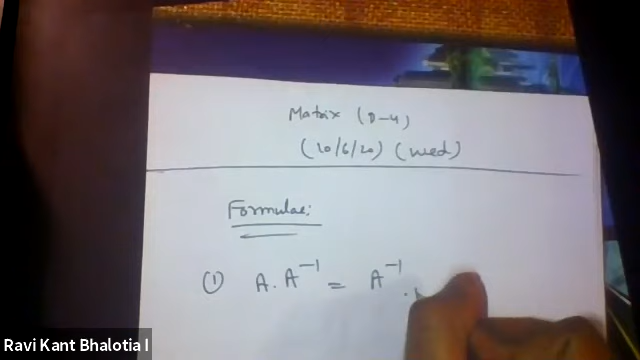 Matrix (D-4)
(10/6/20) (Wed)
Formulae:
(1) A. A⁻¹ = A⁻¹ .
Ravi Kant Bhalotia I